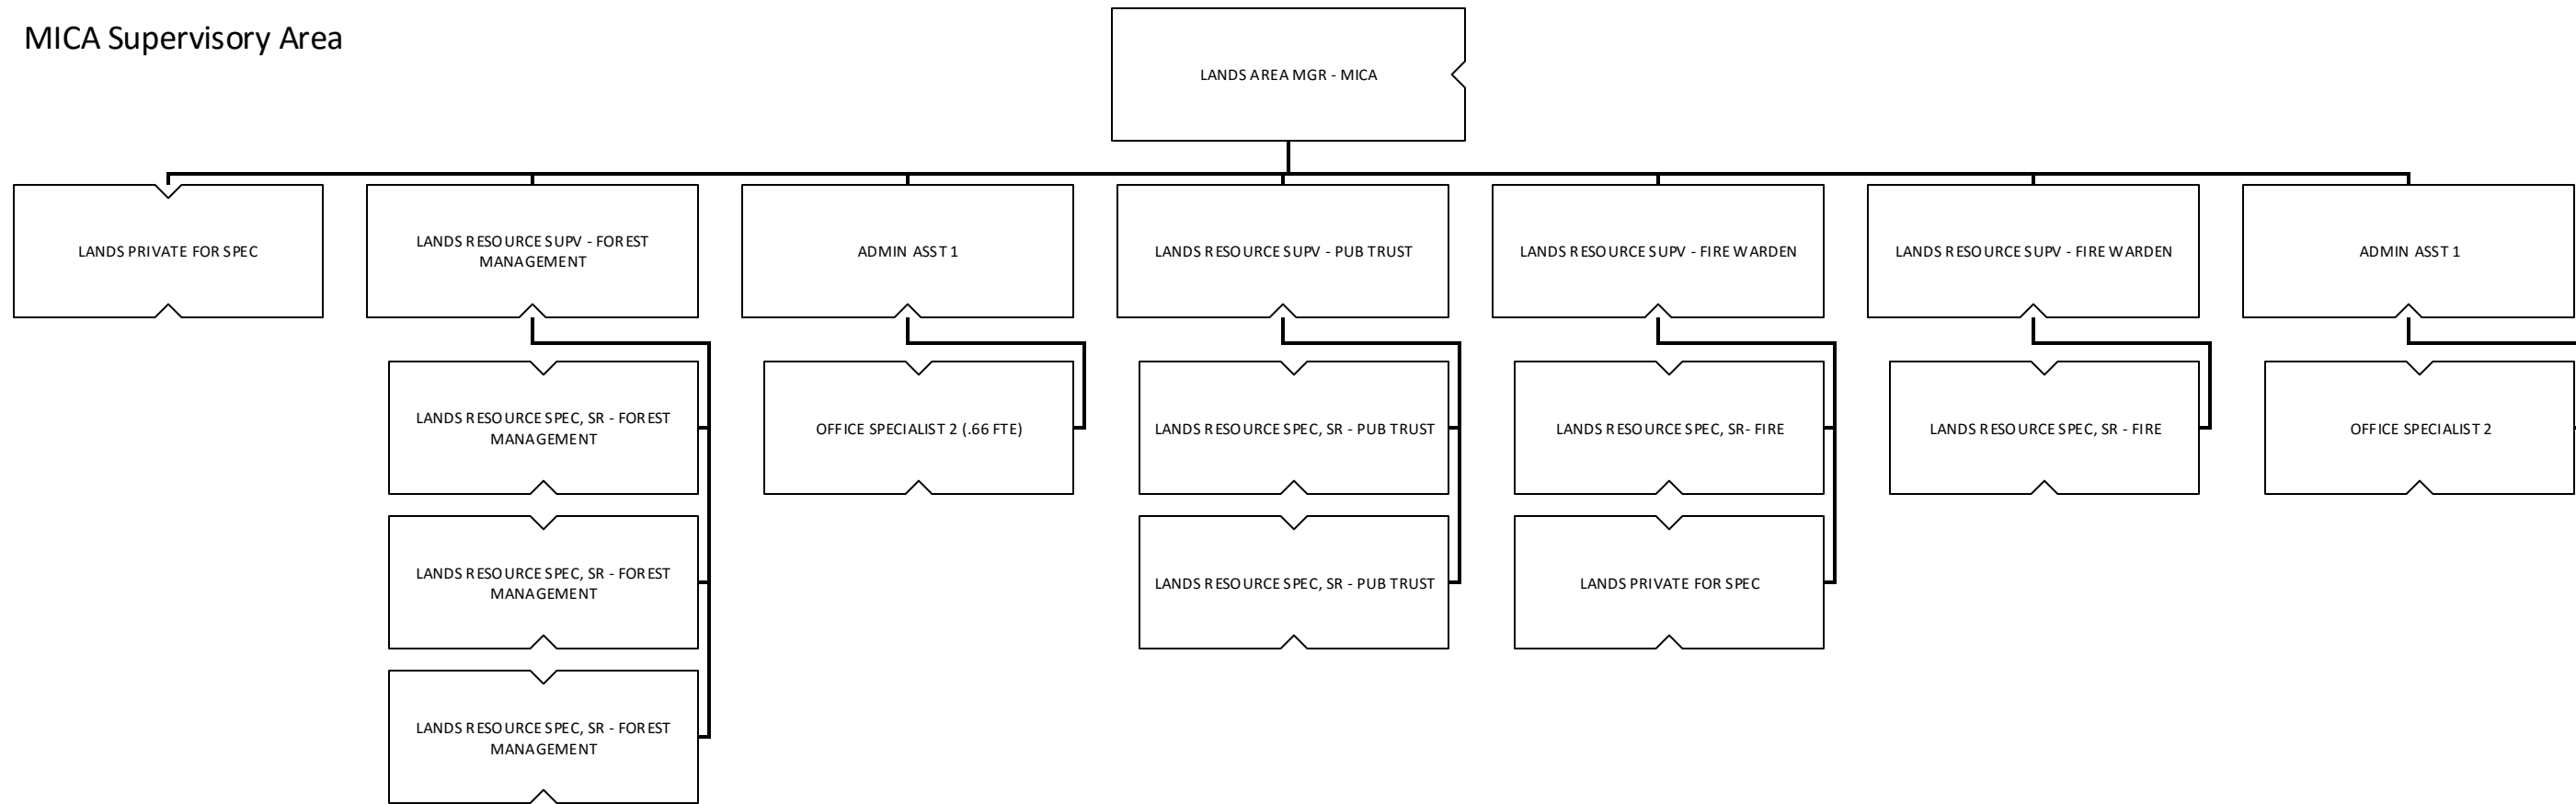 MICA Supervisory Area
LANDS AREA MGR - MICA
LANDS PRIVATE FOR SPEC
LANDS RESOURCE SUPV - FOREST
MANAGEMENT
ADMIN ASST 1
LANDS RESOURCE SUPV - PUB TRUST
LANDS RESOURCE SUPV - FIRE WARDEN
LANDS RESOURCE SUPV - FIRE WARDEN
ADMIN ASST 1
LANDS RESOURCE SPEC, SR - FOREST
MANAGEMENT
OFFICE SPECIALIST 2 (.66 FTE)
LANDS RESOURCE SPEC, SR - PUB TRUST
LANDS RESOURCE SPEC, SR- FIRE
LANDS RESOURCE SPEC, SR - FIRE
OFFICE SPECIALIST 2
LANDS RESOURCE SPEC, SR - FOREST
MANAGEMENT
LANDS RESOURCE SPEC, SR - PUB TRUST
LANDS PRIVATE FOR SPEC
LANDS RESOURCE SPEC, SR - FOREST
MANAGEMENT